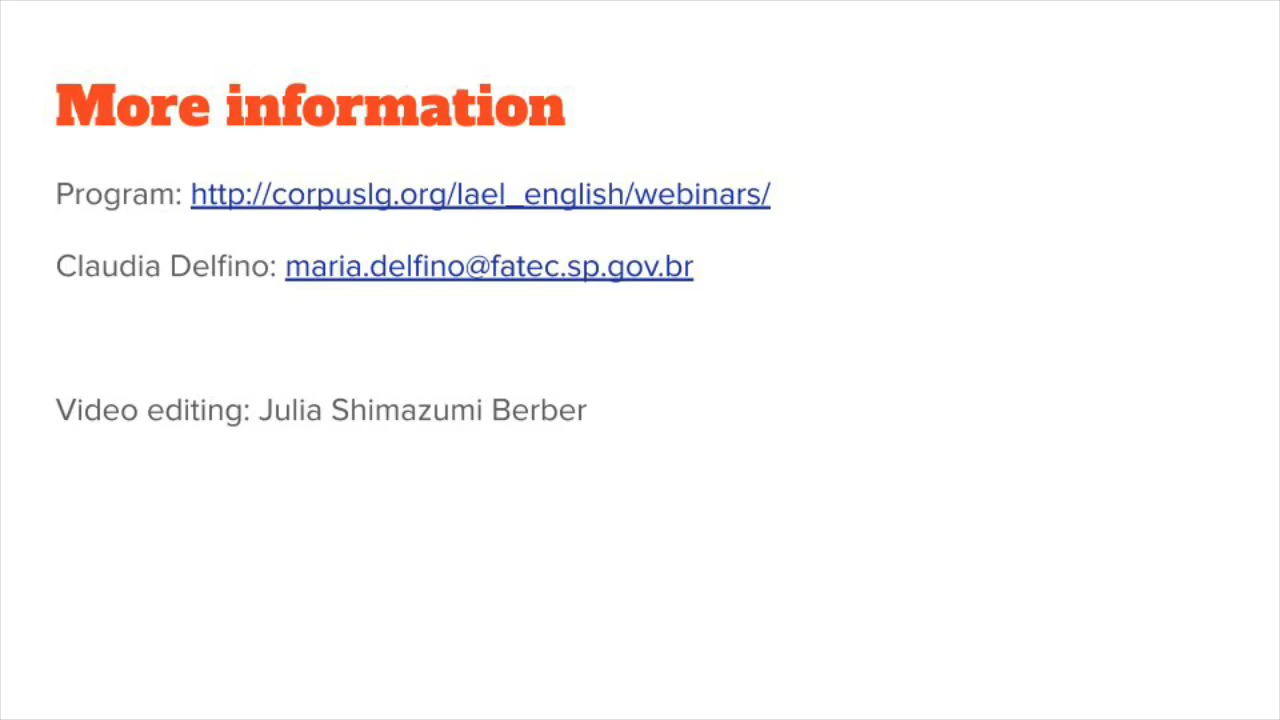 More information
Program: http://corpuslg.org/lael_english/webinars/
Claudia Delfino: maria.delfino@fatec.sp.gov.br
Video editing: Julia Shimazumi Berber